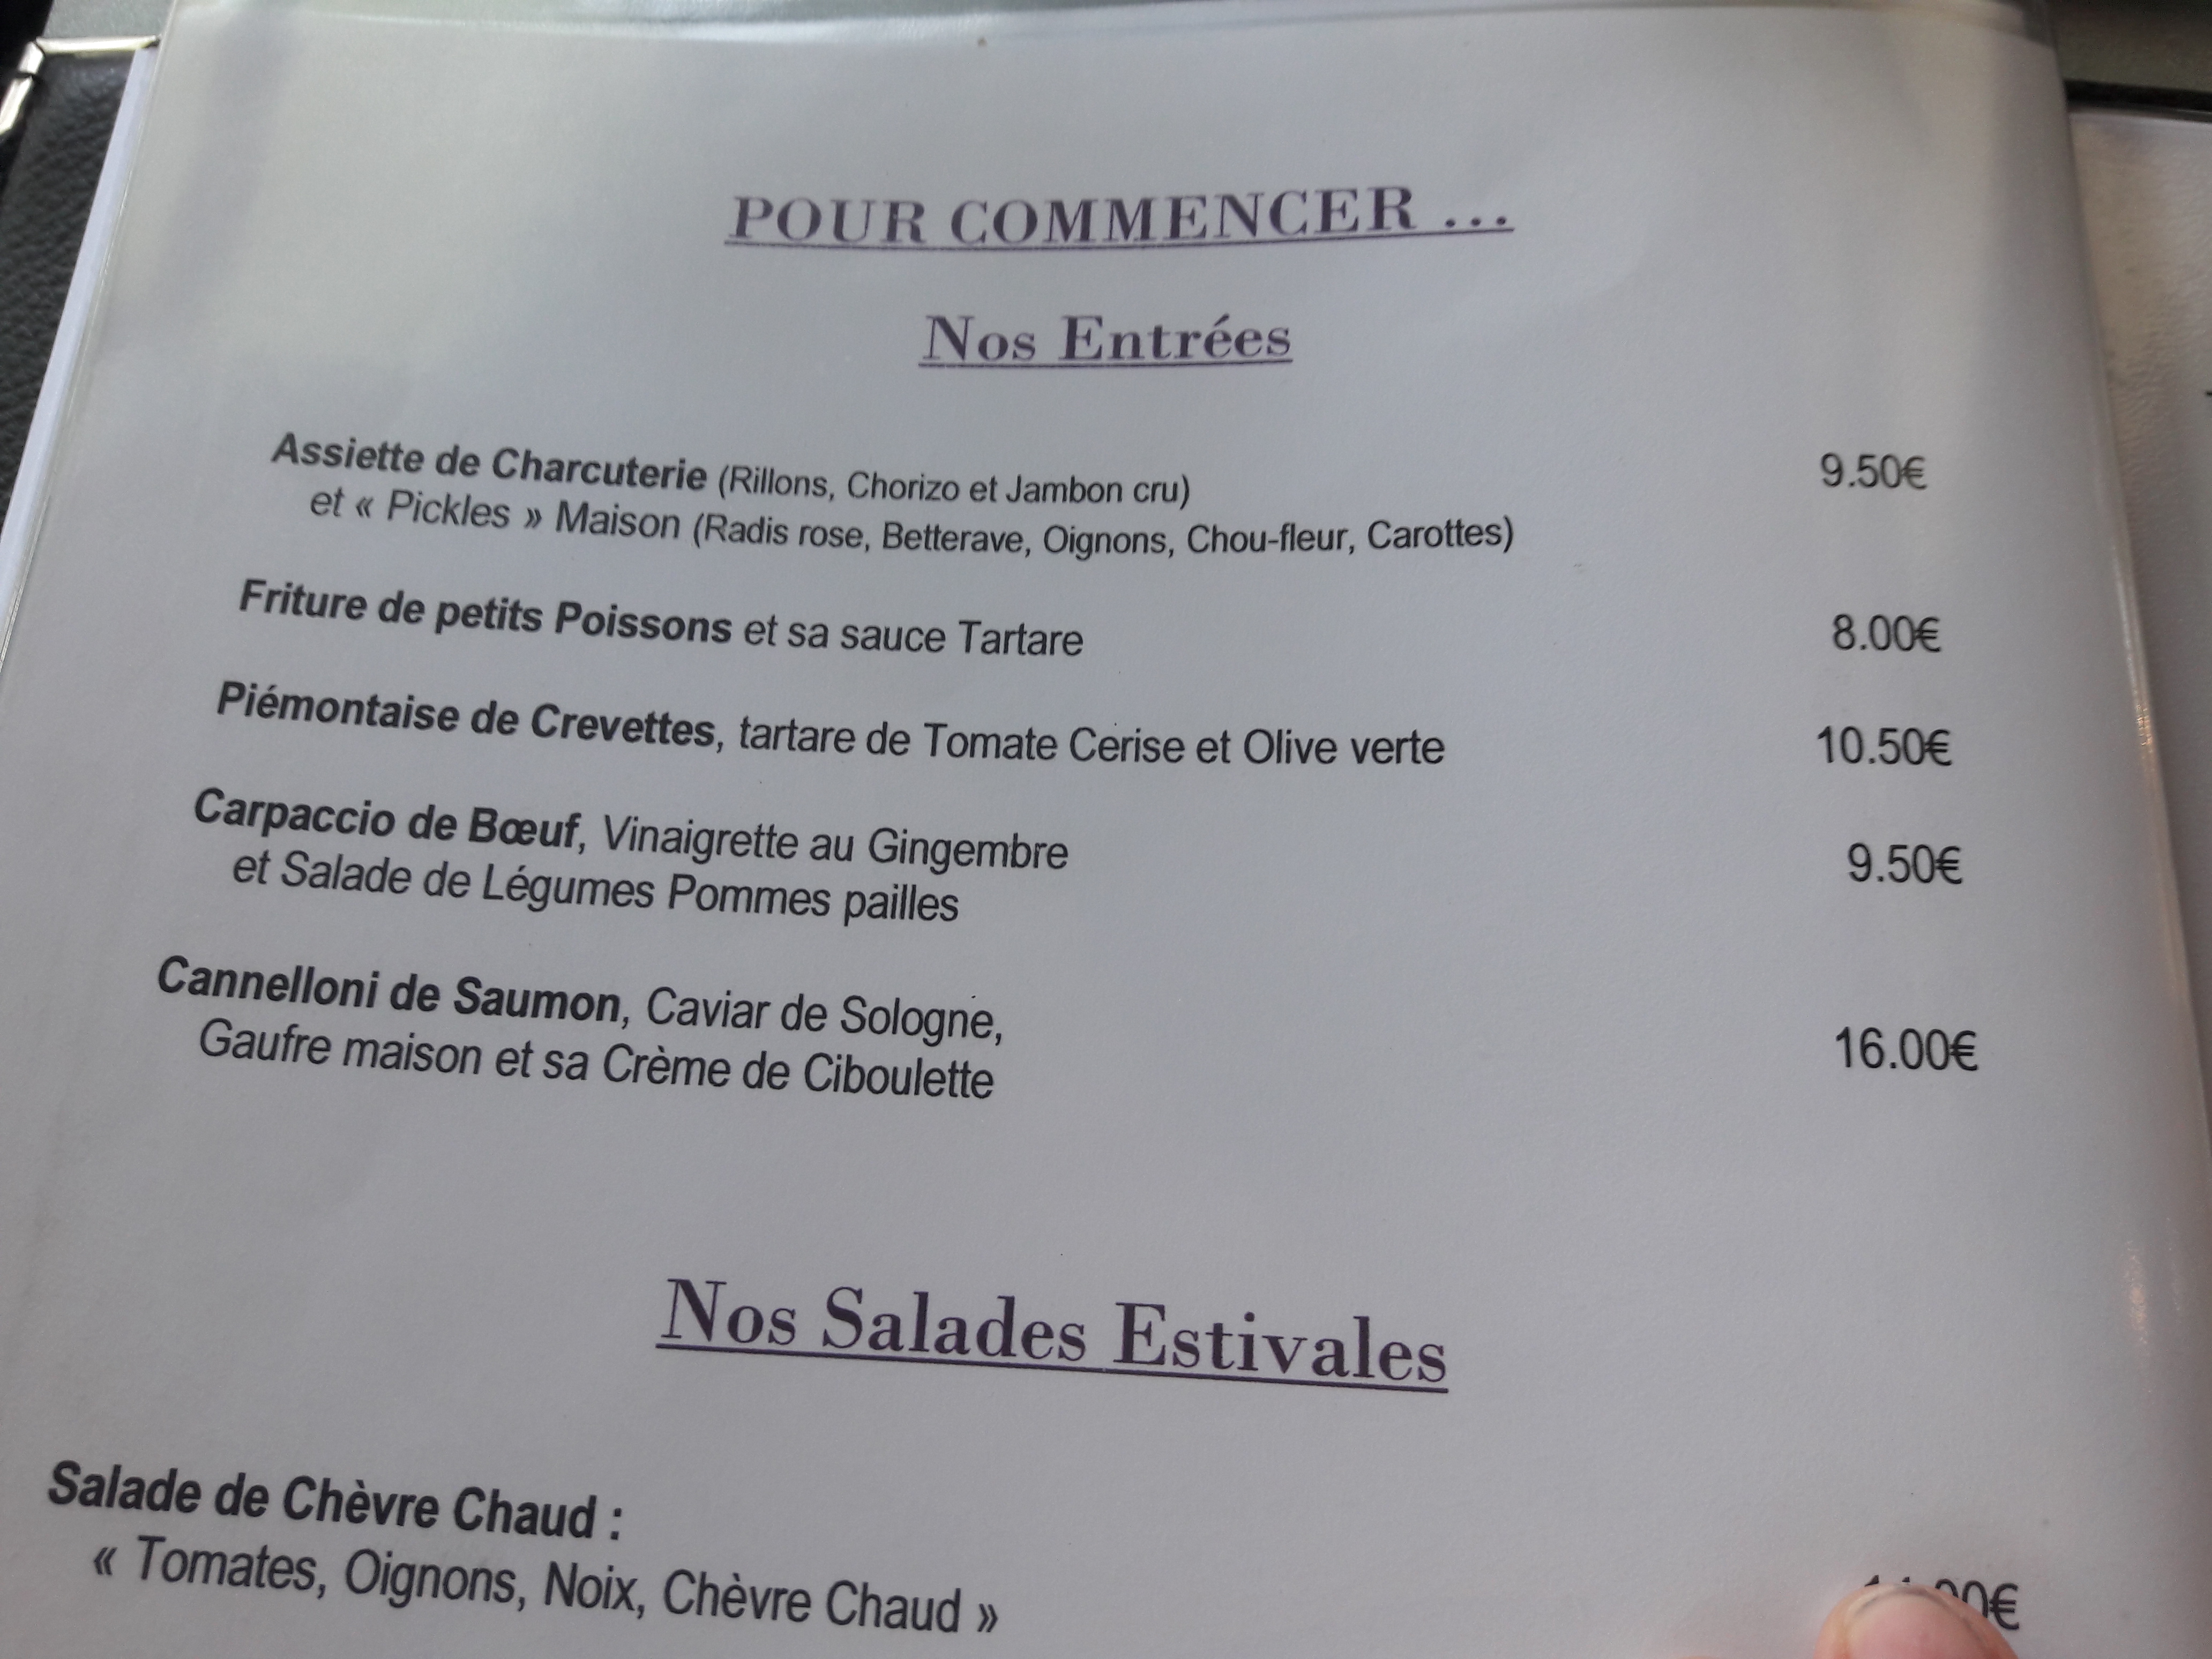 POUR COMMENCER ...
Nos Entrées
Assiette de Charcuterie (Rillons, Chorizo et Jambon cru) 9.50€
et « Pickles » Maison (Radis rose, Betterave, Oignons, Chou-fleur, Carottes)
Friture de petits Poissons et sa sauce Tartare 8.00€
Piémontaise de Crevettes, tartare de Tomate Cerise et Olive verte 10.50€
Carpaccio de Bœuf, Vinaigrette au Gingembre 9.50€
et Salade de Légumes Pommes pailles
Cannelloni de Saumon, Caviar de Sologne,
Gaufre maison et sa Crème de Ciboulette 16.00€
Nos Salades Estivales
Salade de Chèvre Chaud :
« Tomates, Oignons, Noix, Chèvre Chaud »